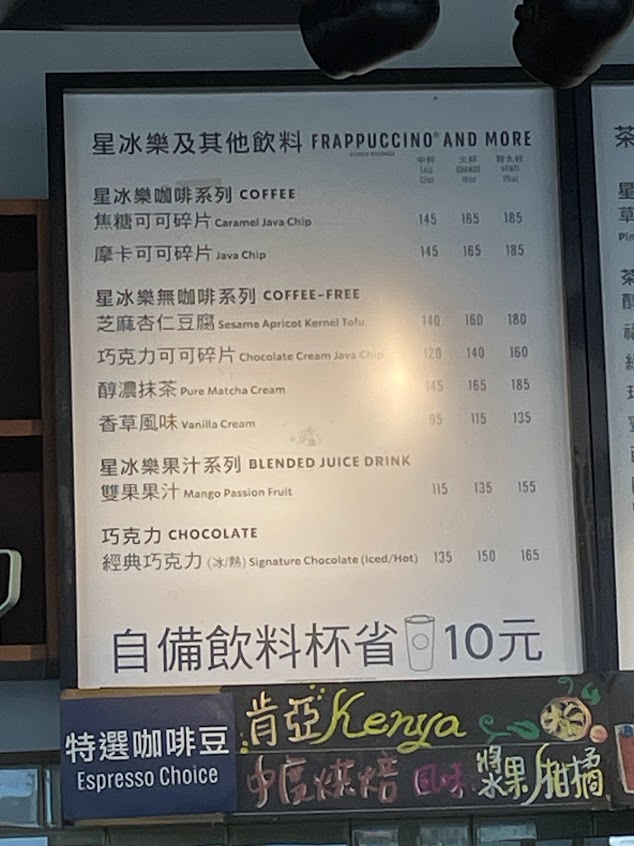 星冰樂及其他飲料 FRAPPUCCINO® AND MORE
中杯 大杯 特大杯
TALL GRANDE VENTI
12oz 16oz 20oz
星冰樂咖啡系列 COFFEE
焦糖可可碎片 Caramel Java Chip 145 165 185
摩卡可可碎片 Java Chip 145 165 185
星冰樂無咖啡系列 COFFEE-FREE
芝麻杏仁豆腐 Sesame Apricot Kernel Tofu 140 160 180
巧克力可可碎片 Chocolate Cream Java Chip 120 140 160
醇濃抹茶 Pure Matcha Cream 145 165 185
香草風味 Vanilla Cream 95 115 135
星冰樂果汁系列 BLENDED JUICE DRINK
雙果果汁 Mango Passion Fruit 115 135 155
巧克力 CHOCOLATE
經典巧克力 (冰/熱) Signature Chocolate (Iced/Hot) 135 150 165
自備飲料杯省 10元
特選咖啡豆
Espresso Choice
肯亞 Kenya
中度烘焙 風味 漿果/柑橘